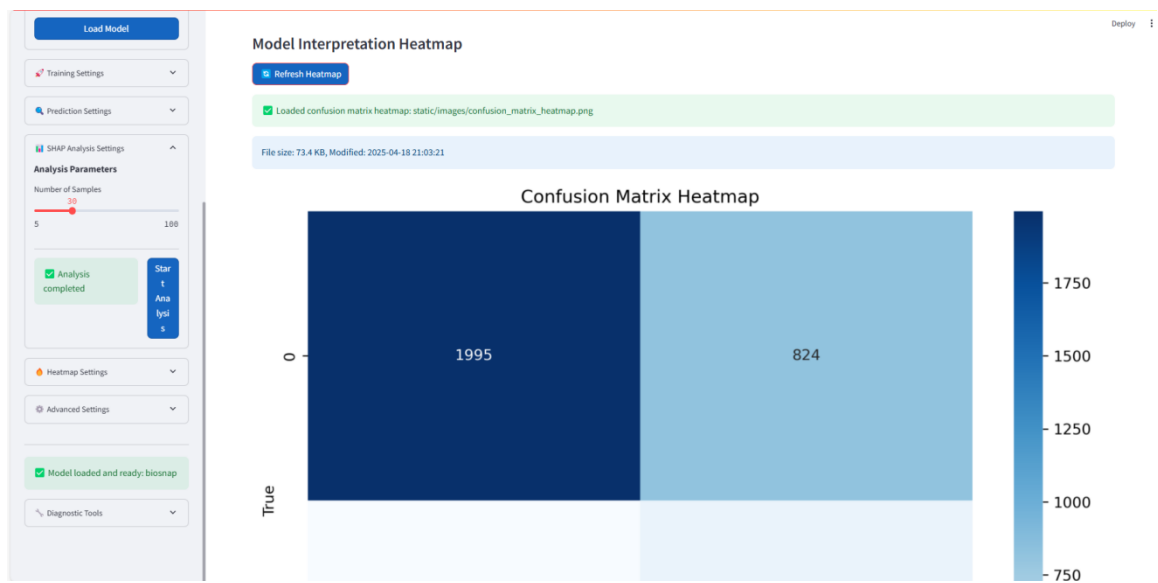 Deploy
Load Model
Training Settings
Prediction Settings
SHAP Analysis Settings
Analysis Parameters
Number of Samples
30
5 100
Analysis
completed
Star
t
Ana
lysi
s
Heatmap Settings
Advanced Settings
Model loaded and ready: biosnap
Diagnostic Tools
Model Interpretation Heatmap
Refresh Heatmap
Loaded confusion matrix heatmap: static/images/confusion_matrix_heatmap.png
File size: 73.4 KB, Modified: 2025-04-18 21:03:21
Confusion Matrix Heatmap
0
1995 824
True
1750
1500
1250
1000
750